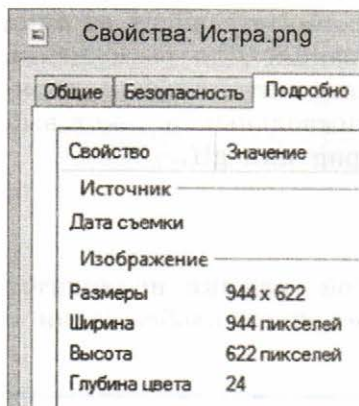 Свойства: Истра.png
Общие Безопасность Подробно
Свойство Значение
Источник
Дата съемки
Изображение
Размеры 944 x 622
Ширина 944 пикселей
Высота 622 пикселей
Глубина цвета 24